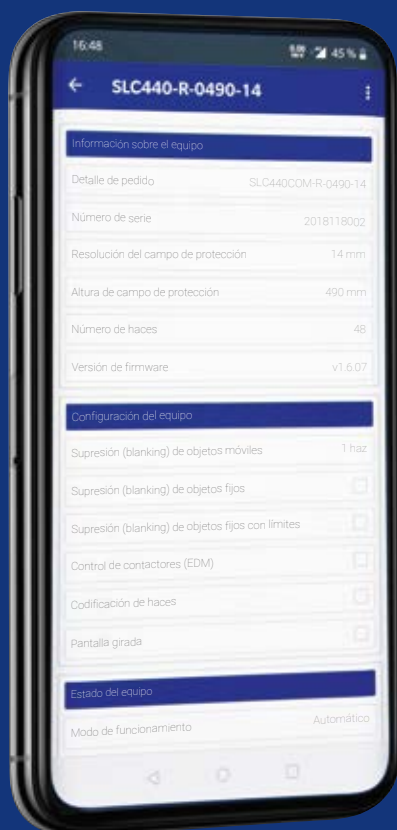 16:48
45 %
SLC440-R-0490-14
Información sobre el equipo
Detalle de pedido SLC440COM-R-0490-14
Número de serie 2018118002
Resolución del campo de protección 14 mm
Altura de campo de protección 490 mm
Número de haces 48
Versión de firmware v1.6.07
Configuración del equipo
Supresión (blanking) de objetos móviles 1 haz
Supresión (blanking) de objetos fijos
Supresión (blanking) de objetos fijos con límites
Control de contactores (EDM)
Codificación de haces
Pantalla girada
Estado del equipo
Modo de funcionamiento Automático